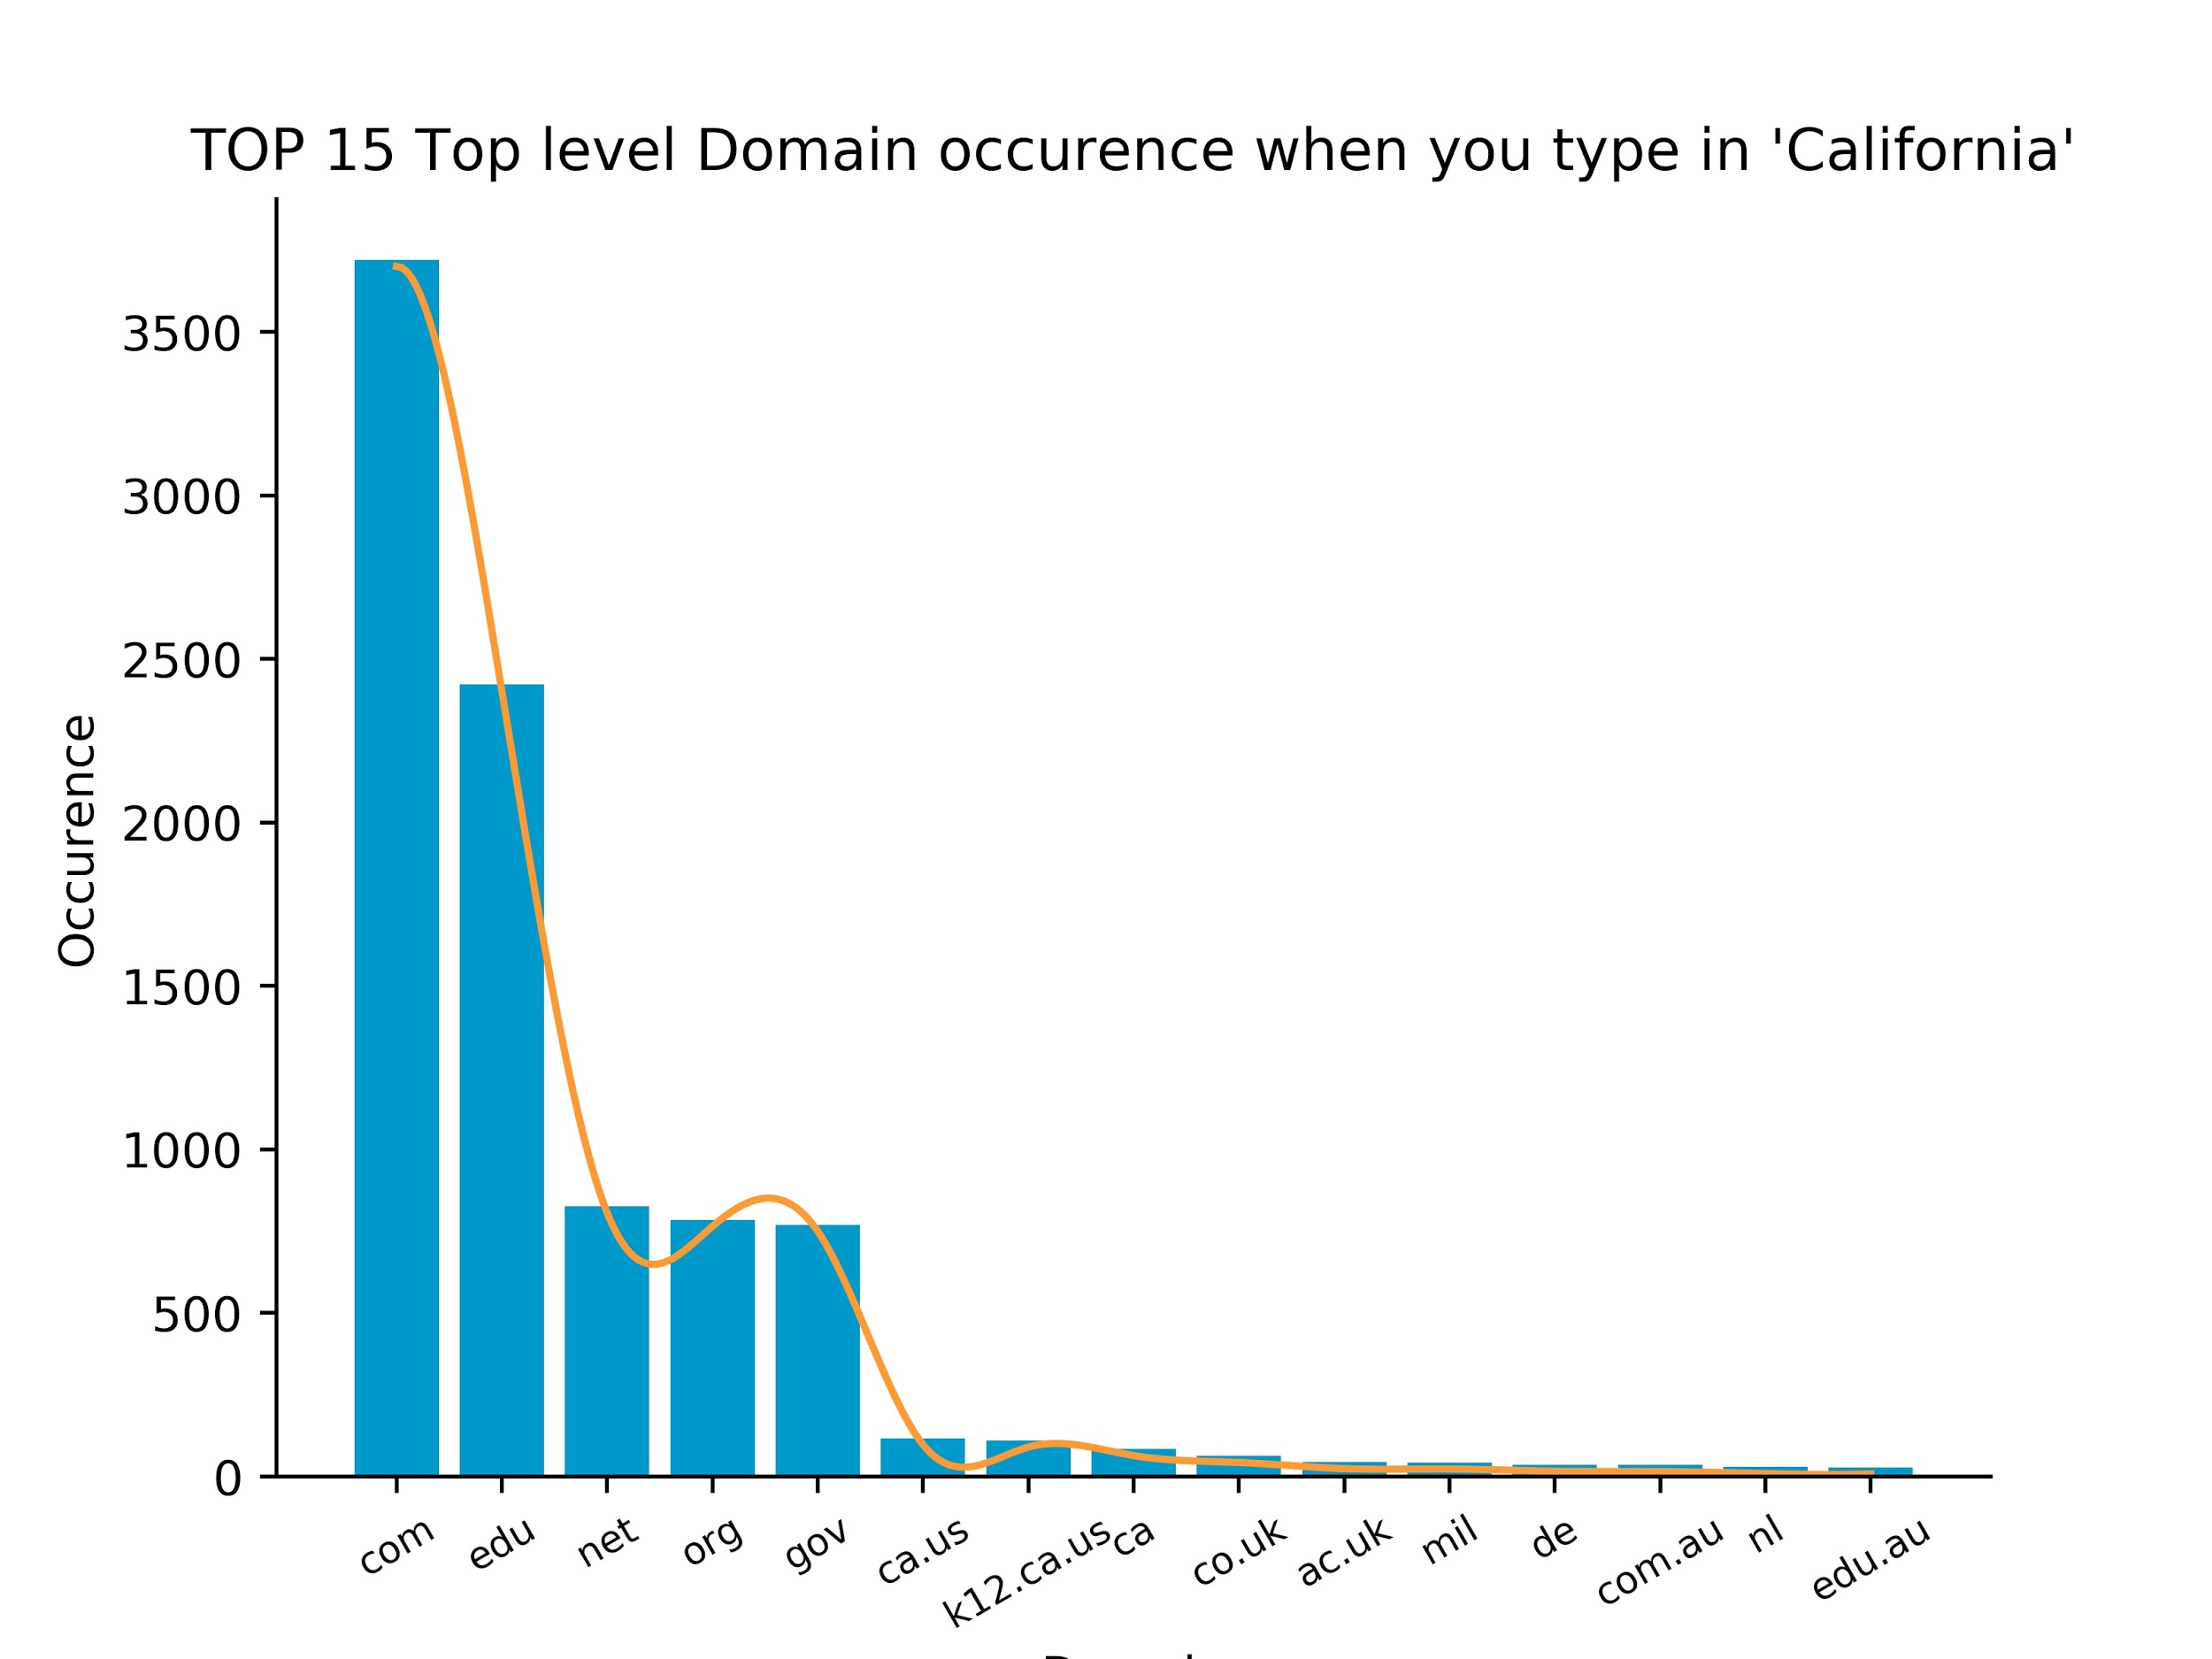 TOP 15 Top level Domain occurence when you type in 'California'
3500
3000
2500
2000
1500
1000
500
0
Occurence
com
edu
net
org
gov
ca.us
k12.ca.us
ca
co.uk
ac.uk
mil
de
com.au
nl
edu.au